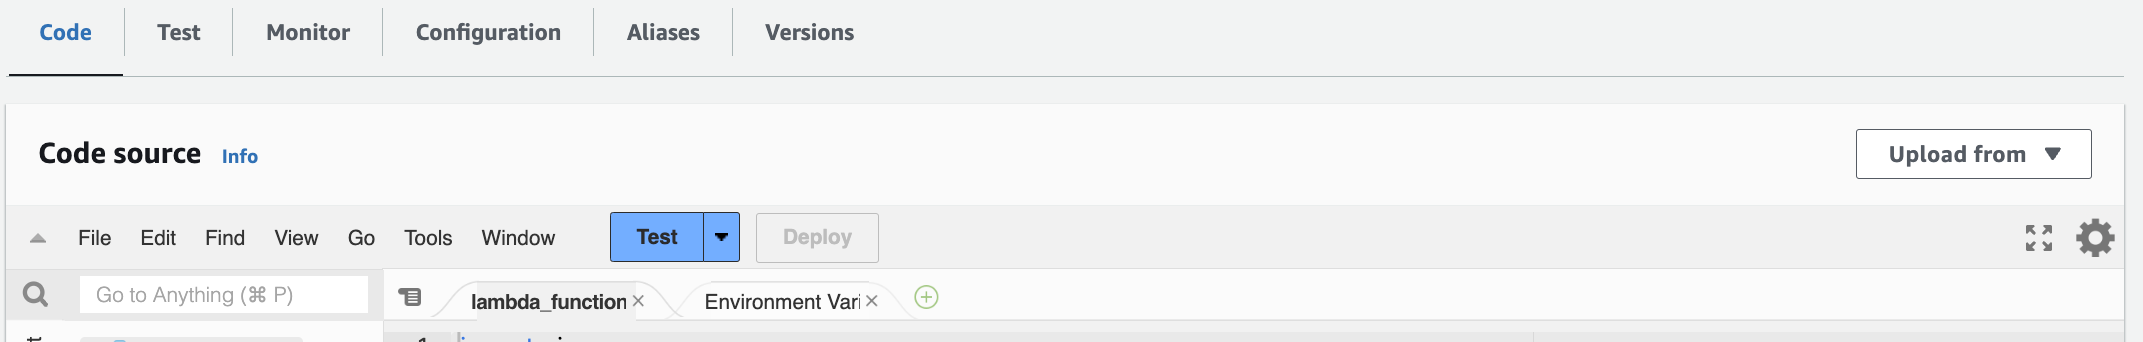 Code Test Monitor Configuration Aliases Versions
Code source Info Upload from
File Edit Find View Go Tools Window Test Deploy
Go to Anything (⌘ P) lambda_function Environment Vari
1